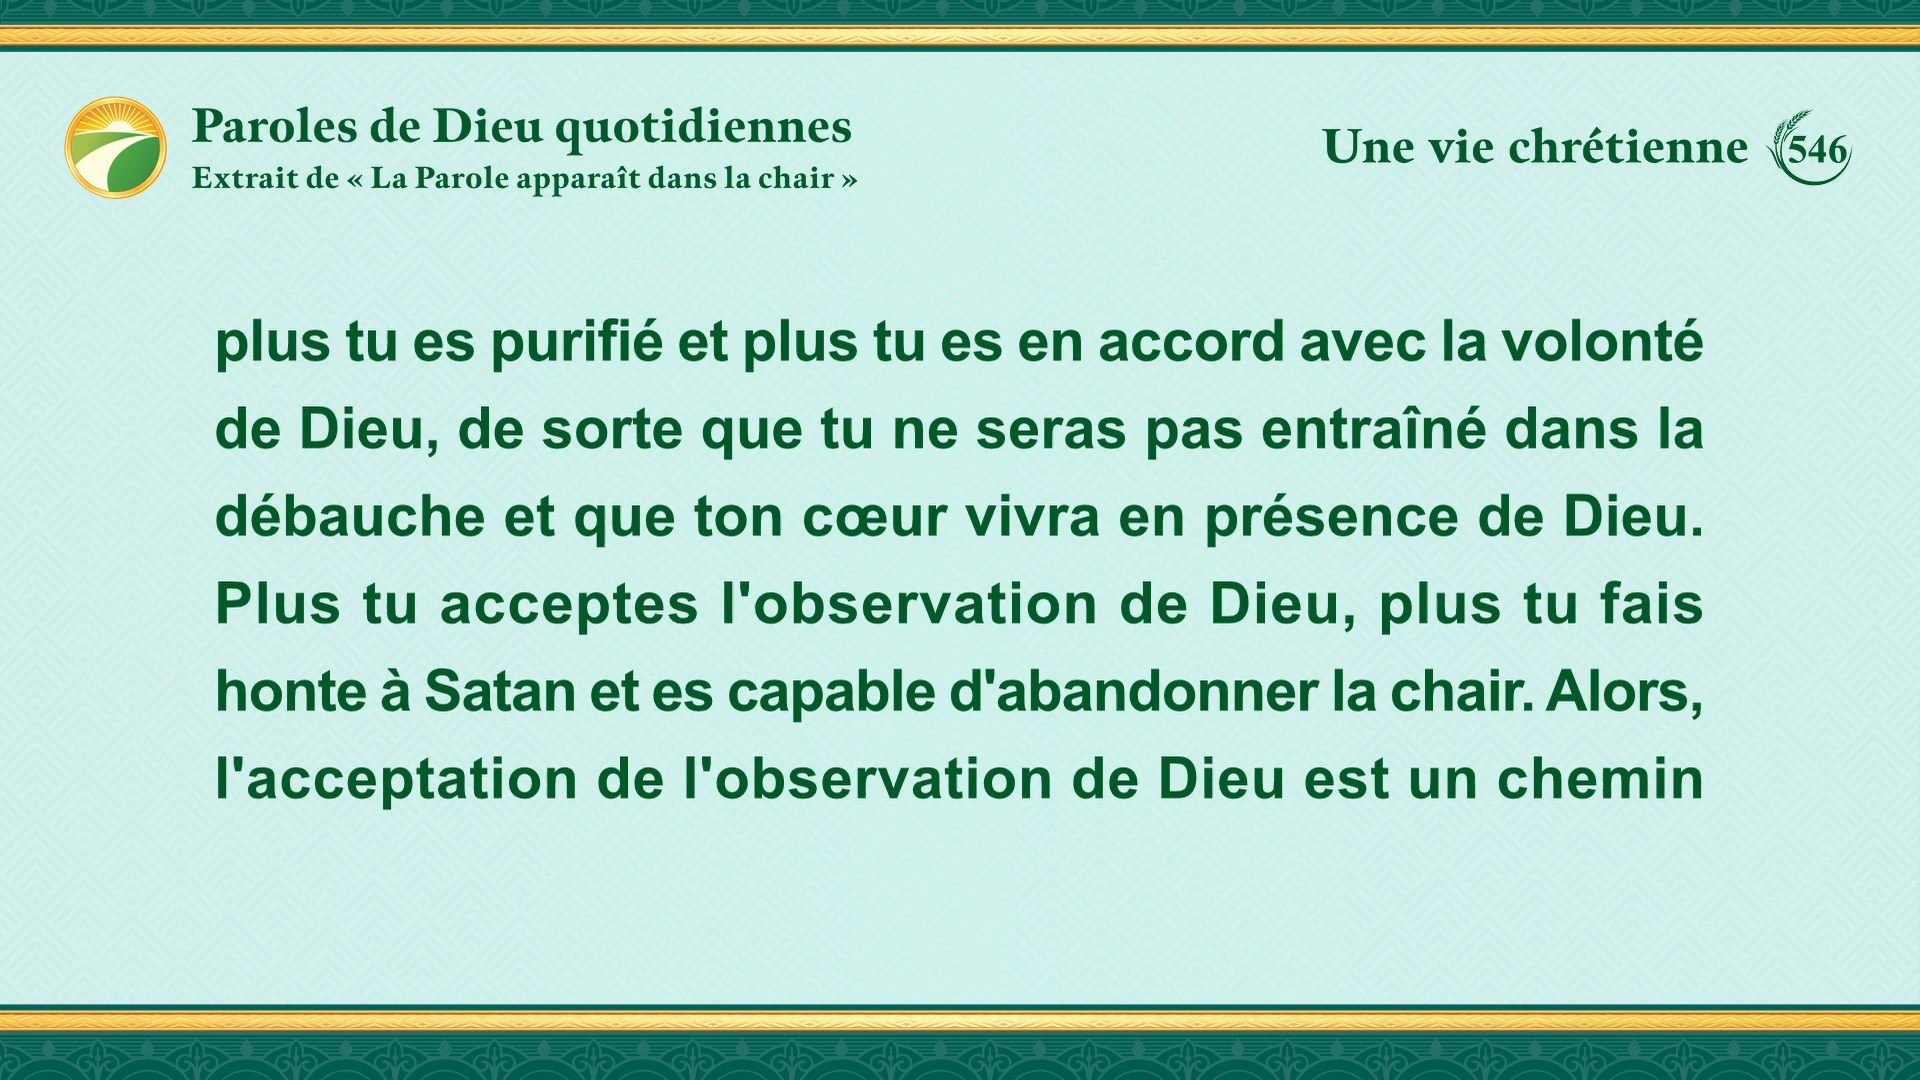 Paroles de Dieu quotidiennes
Extrait de « La Parole apparaît dans la chair »
Une vie chrétienne 546
plus tu es purifié et plus tu es en accord avec la volonté
de Dieu, de sorte que tu ne seras pas entraîné dans la
débauche et que ton cœur vivra en présence de Dieu.
Plus tu acceptes l'observation de Dieu, plus tu fais
honte à Satan et es capable d'abandonner la chair. Alors,
l'acceptation de l'observation de Dieu est un chemin